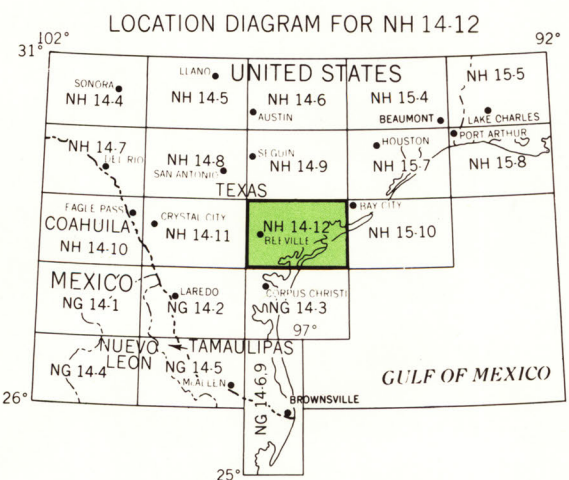 LOCATION DIAGRAM FOR NH 14-12
31° 102° 92°
UNITED STATES
SONORA
NH 14-4
LLANO
NH 14-5
NH 14-6
AUSTIN
NH 15-4
BEAUMONT
NH 15-5
LAKE CHARLES
PORT ARTHUR
NH 14-7
DEL RIO
NH 14-8
SAN ANTONIO
SEGUIN
NH 14-9
HOUSTON
NH 15-7
NH 15-8
TEXAS
EAGLE PASS
COAHUILA
NH 14-10
CRYSTAL CITY
NH 14-11
NH 14-12
BEEVILLE
BAY CITY
NH 15-10
MEXICO
NG 14-1
LAREDO
NG 14-2
CORPUS CHRISTI
NG 14-3
97°
NUEVO
LEON
TAMAULIPAS
NG 14-4
NG 14-5
McALLEN
NG 14-6,9
BROWNSVILLE
GULF OF MEXICO
26°
25°